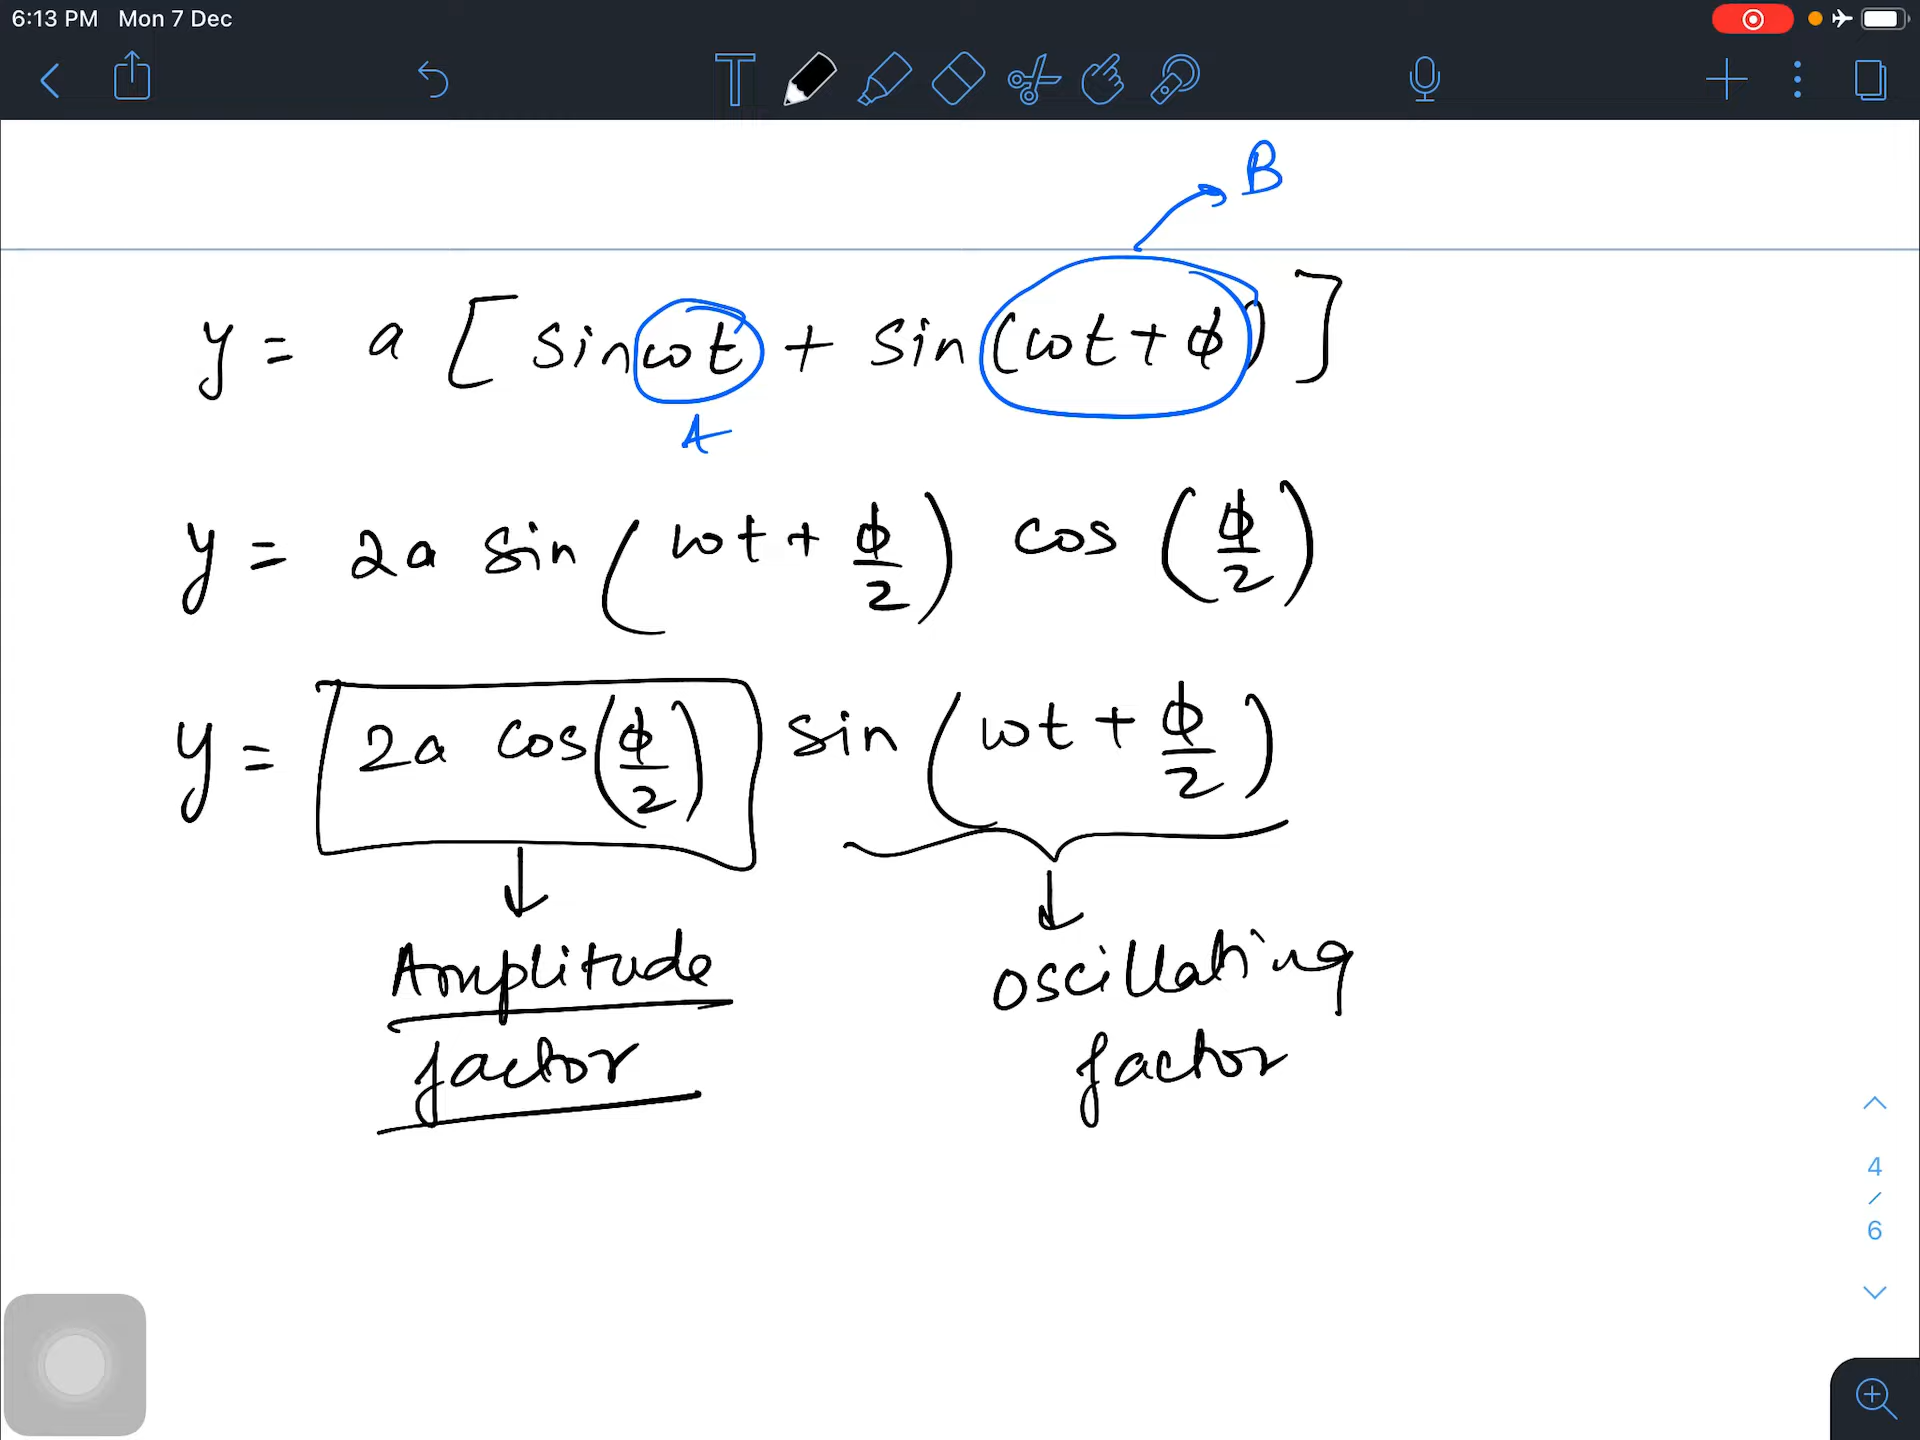 6:13 PM Mon 7 Dec
T
B
y = a [ sin ωt + sin (ωt + ϕ) ]
A
y = 2a sin (ωt + ϕ/2) cos (ϕ/2)
y = 2a cos (ϕ/2) sin (ωt + ϕ/2)
Amplitude factor
oscillating factor
4
/
6